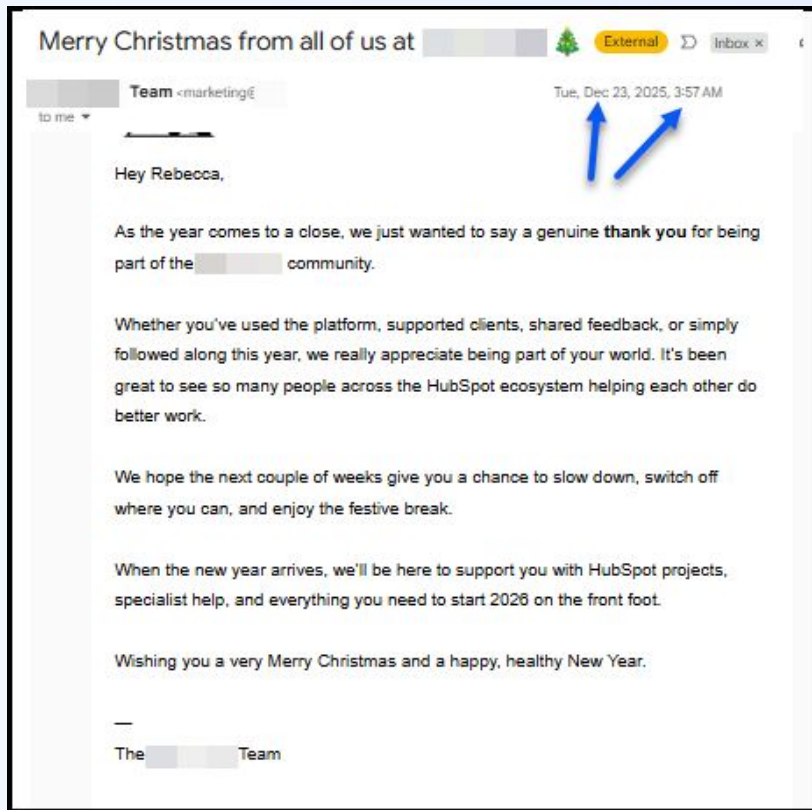 Merry Christmas from all of us at
External
Inbox ×
Team <marketing@
Tue, Dec 23, 2025, 3:57 AM
to me
Hey Rebecca,
As the year comes to a close, we just wanted to say a genuine thank you for being
part of the community.
Whether you've used the platform, supported clients, shared feedback, or simply
followed along this year, we really appreciate being part of your world. It's been
great to see so many people across the HubSpot ecosystem helping each other do
better work.
We hope the next couple of weeks give you a chance to slow down, switch off
where you can, and enjoy the festive break.
When the new year arrives, we'll be here to support you with HubSpot projects,
specialist help, and everything you need to start 2026 on the front foot.
Wishing you a very Merry Christmas and a happy, healthy New Year.
—
The Team